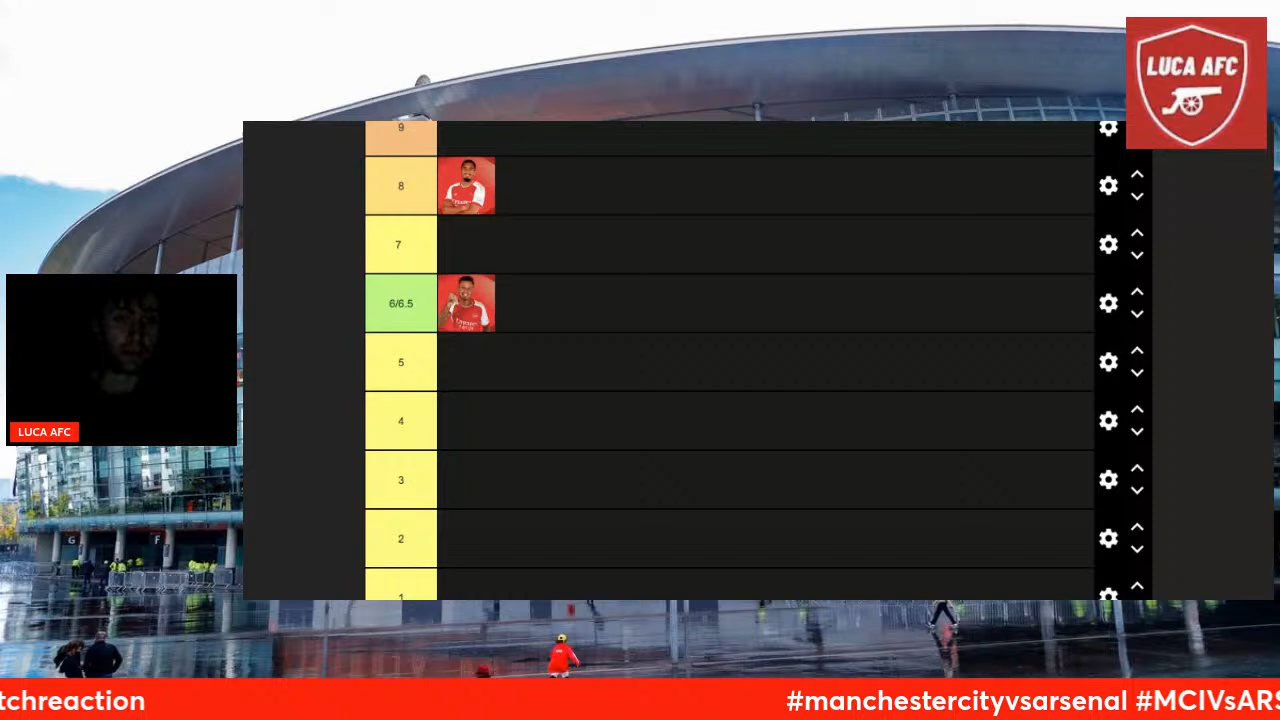 LUCA AFC
9
8
7
6/6.5
5
4
3
2
1
LUCA AFC
G F
tchreaction #manchestercityvsarsenal #MCIVsARS